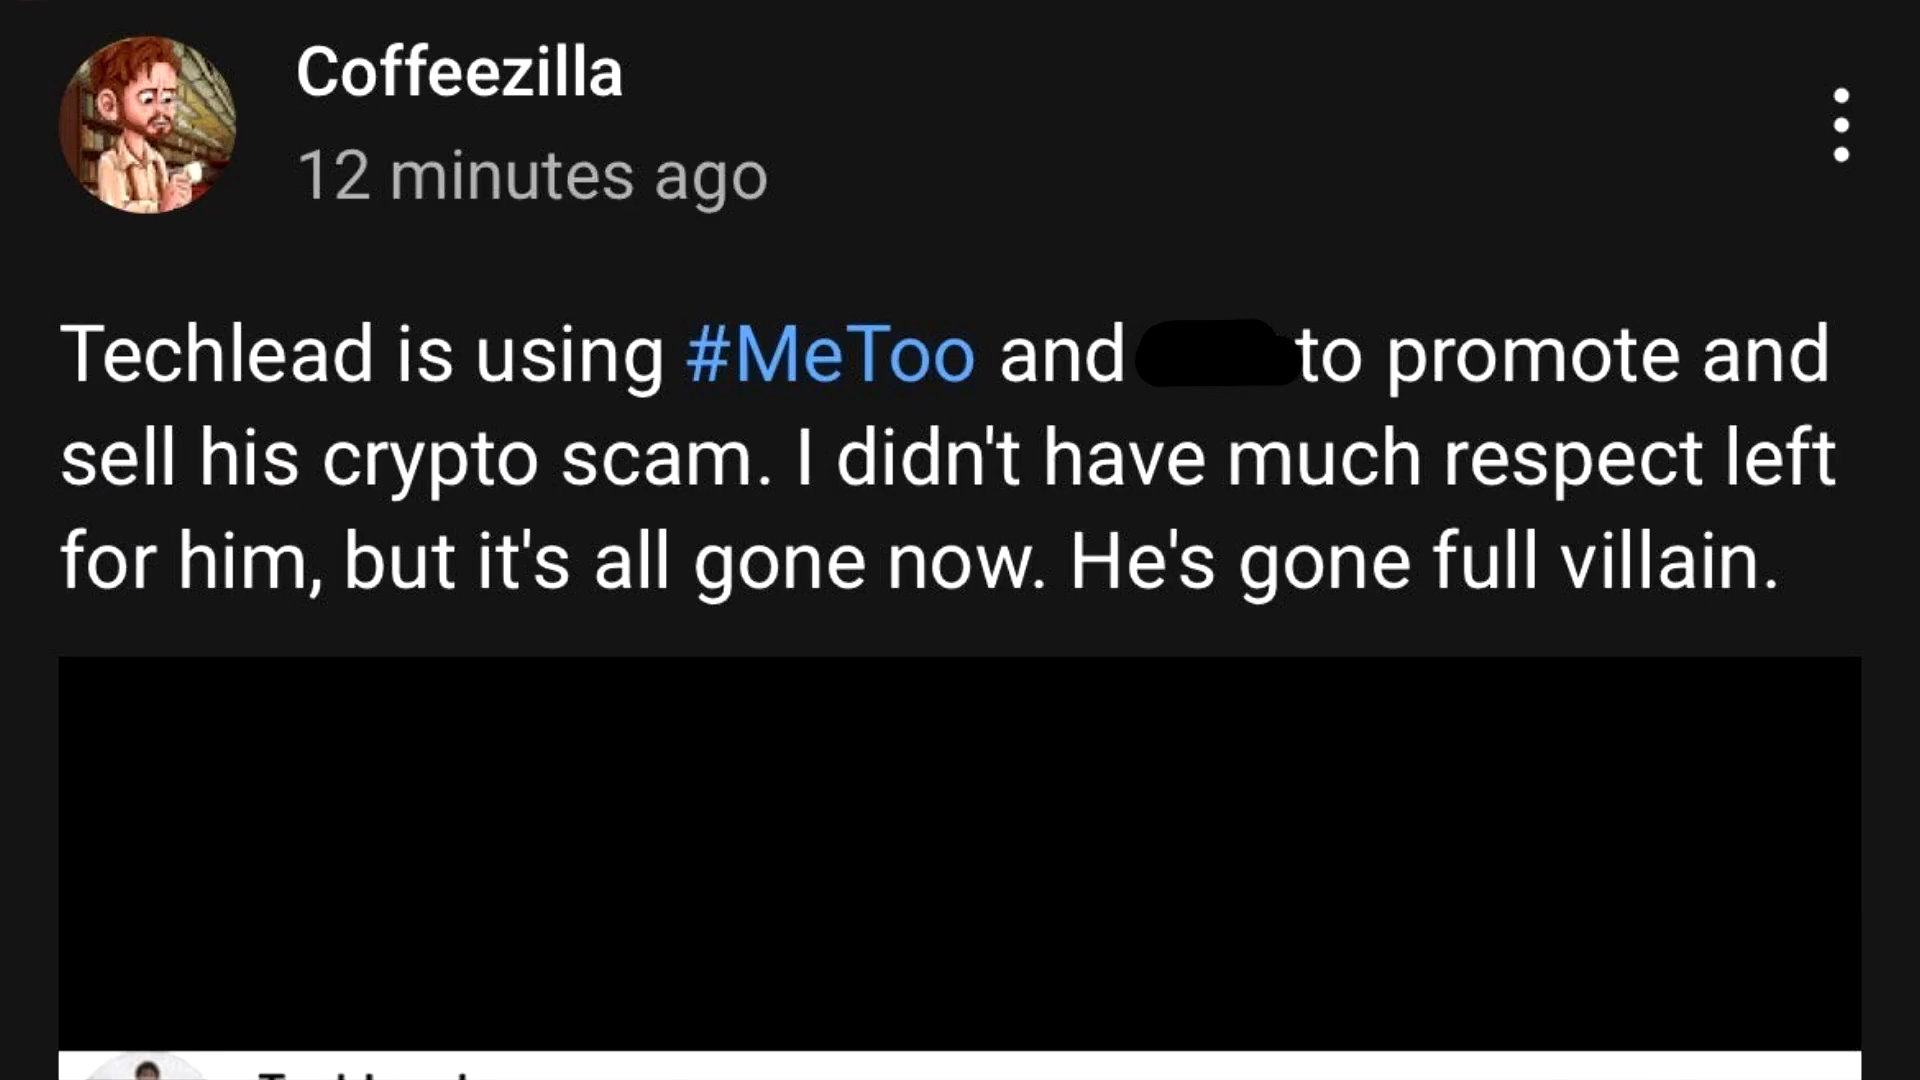 Coffeezilla
12 minutes ago
Techlead is using #MeToo and to promote and
sell his crypto scam. I didn't have much respect left
for him, but it's all gone now. He's gone full villain.